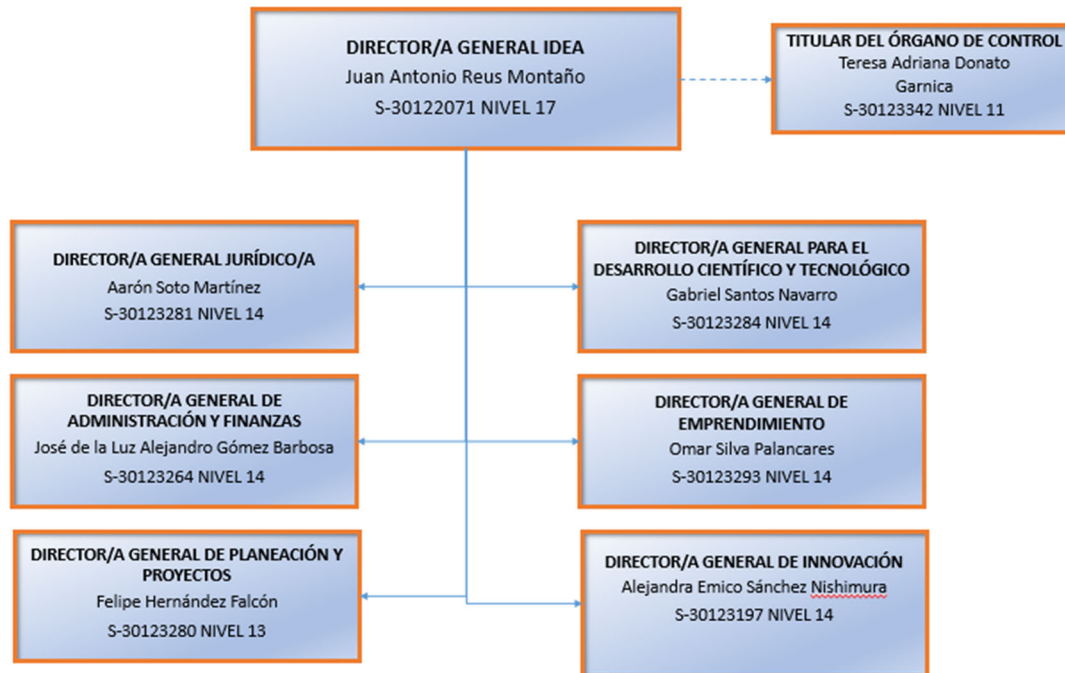 DIRECTOR/A GENERAL IDEA
Juan Antonio Reus Montaño
S-30122071 NIVEL 17
TITULAR DEL ÓRGANO DE CONTROL
Teresa Adriana Donato
Garnica
S-30123342 NIVEL 11
DIRECTOR/A GENERAL JURÍDICO/A
Aarón Soto Martínez
S-30123281 NIVEL 14
DIRECTOR/A GENERAL PARA EL
DESARROLLO CIENTÍFICO Y TECNOLÓGICO
Gabriel Santos Navarro
S-30123284 NIVEL 14
DIRECTOR/A GENERAL DE
ADMINISTRACIÓN Y FINANZAS
José de la Luz Alejandro Gómez Barbosa
S-30123264 NIVEL 14
DIRECTOR/A GENERAL DE
EMPRENDIMIENTO
Omar Silva Palancares
S-30123293 NIVEL 14
DIRECTOR/A GENERAL DE PLANEACIÓN Y
PROYECTOS
Felipe Hernández Falcón
S-30123280 NIVEL 13
DIRECTOR/A GENERAL DE INNOVACIÓN
Alejandra Emico Sánchez Nishimura
S-30123197 NIVEL 14